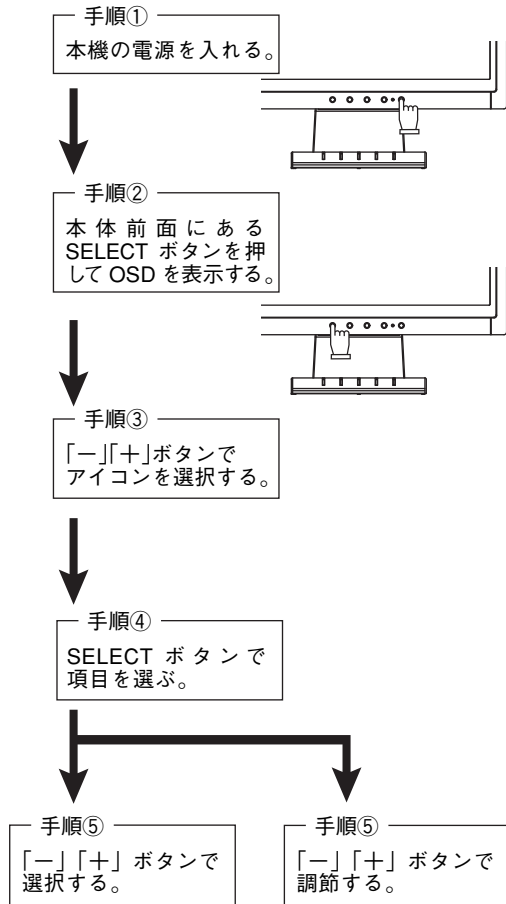 手順①
本機の電源を入れる。
手順②
本体前面にある
SELECT ボタンを押
して OSD を表示する。
手順③
「－」「＋」ボタンで
アイコンを選択する。
手順④
SELECT ボタンで
項目を選ぶ。
手順⑤
「－」「＋」ボタンで
選択する。
手順⑤
「－」「＋」ボタンで
調節する。